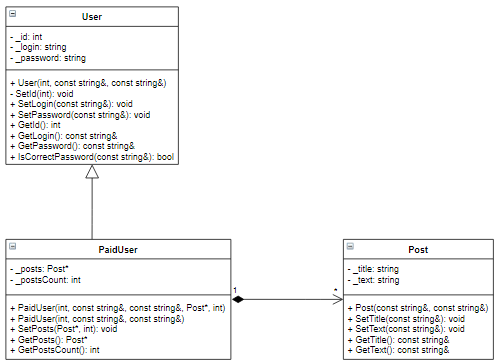 User
- _id: int
- _login: string
- _password: string
+ User(int, const string&, const string&)
- SetId(int): void
+ SetLogin(const string&): void
+ SetPassword(const string&): void
+ GetId(): int
+ GetLogin(): const string&
+ GetPassword(): const string&
+ IsCorrectPassword(const string&): bool
PaidUser
- _posts: Post*
- _postsCount: int
+ PaidUser(int, const string&, const string&, Post*, int)
+ PaidUser(int, const string&, const string&)
+ SetPosts(Post*, int): void
+ GetPosts(): Post*
+ GetPostsCount(): int
1
*
Post
- _title: string
- _text: string
+ Post(const string&, const string&)
+ SetTitle(const string&): void
+ SetText(const string&): void
+ GetTitle(): const string&
+ GetText(): const string&